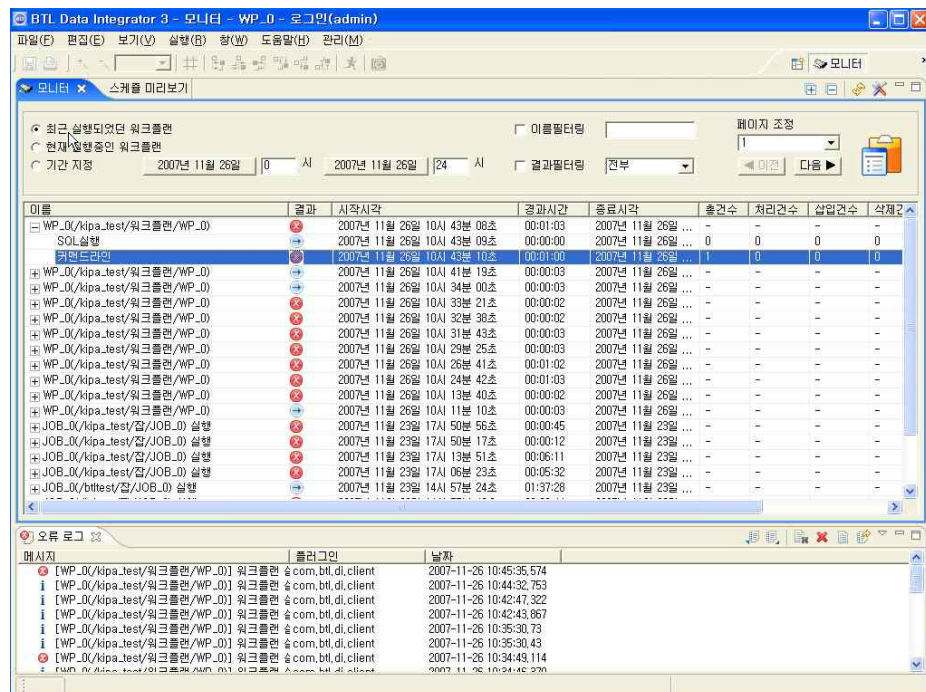 BTL Data Integrator 3 - 모니터 - WP_0 - 로그인(admin)
파일(F) 편집(E) 보기(V) 실행(R) 창(W) 도움말(H) 관리(M)
모니터
모니터 스케쥴 미리보기
최근 실행되었던 워크플랜 이름필터링 페이지 조정
현재 실행중인 워크플랜 1
기간 지정 2007년 11월 26일 0 시 2007년 11월 26일 24 시 결과필터링 전부 이전 다음
이름 결과 시작시각 경과시간 종료시각 총건수 처리건수 삽입건수
WP_0(/kipa_test/워크플랜/WP_0) 2007년 11월 26일 10시 43분 08초 00:01:03 2007년 11월 26일 ... - - - -
SQL실행 2007년 11월 26일 10시 43분 09초 00:00:00 2007년 11월 26일 ... 0 0 0 0
커맨드라인 2007년 11월 26일 10시 43분 10초 00:01:00 2007년 11월 26일 ... 1 0 0 0
WP_0(/kipa_test/워크플랜/WP_0) 2007년 11월 26일 10시 41분 19초 00:00:03 2007년 11월 26일 ... - - - -
WP_0(/kipa_test/워크플랜/WP_0) 2007년 11월 26일 10시 34분 00초 00:00:03 2007년 11월 26일 ... - - - -
WP_0(/kipa_test/워크플랜/WP_0) 2007년 11월 26일 10시 33분 21초 00:00:02 2007년 11월 26일 ... - - - -
WP_0(/kipa_test/워크플랜/WP_0) 2007년 11월 26일 10시 32분 38초 00:00:02 2007년 11월 26일 ... - - - -
WP_0(/kipa_test/워크플랜/WP_0) 2007년 11월 26일 10시 31분 43초 00:00:03 2007년 11월 26일 ... - - - -
WP_0(/kipa_test/워크플랜/WP_0) 2007년 11월 26일 10시 29분 25초 00:00:03 2007년 11월 26일 ... - - - -
WP_0(/kipa_test/워크플랜/WP_0) 2007년 11월 26일 10시 26분 41초 00:01:02 2007년 11월 26일 ... - - - -
WP_0(/kipa_test/워크플랜/WP_0) 2007년 11월 26일 10시 24분 42초 00:01:03 2007년 11월 26일 ... - - - -
WP_0(/kipa_test/워크플랜/WP_0) 2007년 11월 26일 10시 13분 40초 00:00:02 2007년 11월 26일 ... - - - -
WP_0(/kipa_test/워크플랜/WP_0) 2007년 11월 26일 10시 11분 10초 00:00:03 2007년 11월 26일 ... - - - -
JOB_0(/kipa_test/잡/JOB_0) 실행 2007년 11월 23일 17시 50분 56초 00:00:45 2007년 11월 23일 ... - - - -
JOB_0(/kipa_test/잡/JOB_0) 실행 2007년 11월 23일 17시 50분 17초 00:00:12 2007년 11월 23일 ... - - - -
JOB_0(/kipa_test/잡/JOB_0) 실행 2007년 11월 23일 17시 13분 51초 00:06:11 2007년 11월 23일 ... - - - -
JOB_0(/kipa_test/잡/JOB_0) 실행 2007년 11월 23일 17시 06분 23초 00:05:32 2007년 11월 23일 ... - - - -
JOB_0(/btltest/잡/JOB_0) 실행 2007년 11월 23일 14시 57분 24초 01:37:28 2007년 11월 23일 ... - - - -
오류 로그
메시지 플러그인 날짜
[WP_0(/kipa_test/워크플랜/WP_0)] 워크플랜 com.btl.di.client 2007-11-26 10:45:35,574
[WP_0(/kipa_test/워크플랜/WP_0)] 워크플랜 com.btl.di.client 2007-11-26 10:44:32,753
[WP_0(/kipa_test/워크플랜/WP_0)] 워크플랜 com.btl.di.client 2007-11-26 10:42:47,322
[WP_0(/kipa_test/워크플랜/WP_0)] 워크플랜 com.btl.di.client 2007-11-26 10:42:43,867
[WP_0(/kipa_test/워크플랜/WP_0)] 워크플랜 com.btl.di.client 2007-11-26 10:35:30,73
[WP_0(/kipa_test/워크플랜/WP_0)] 워크플랜 com.btl.di.client 2007-11-26 10:35:30,43
[WP_0(/kipa_test/워크플랜/WP_0)] 워크플랜 com.btl.di.client 2007-11-26 10:34:49,114